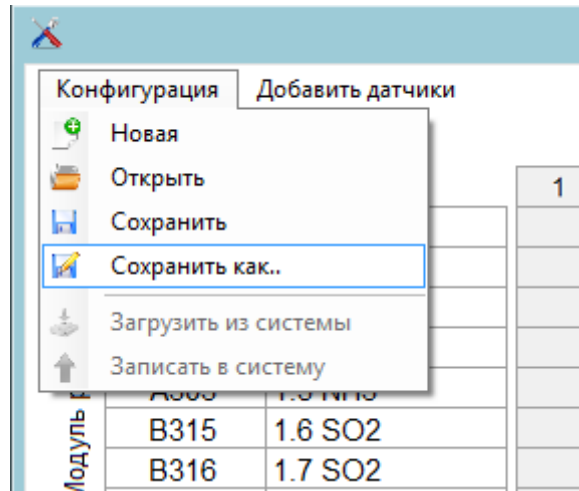 Конфигурация Добавить датчики
Новая
Открыть
1
Сохранить
Сохранить как..
Загрузить из системы
Записать в систему
B315 1.6 SO2
B316 1.7 SO2